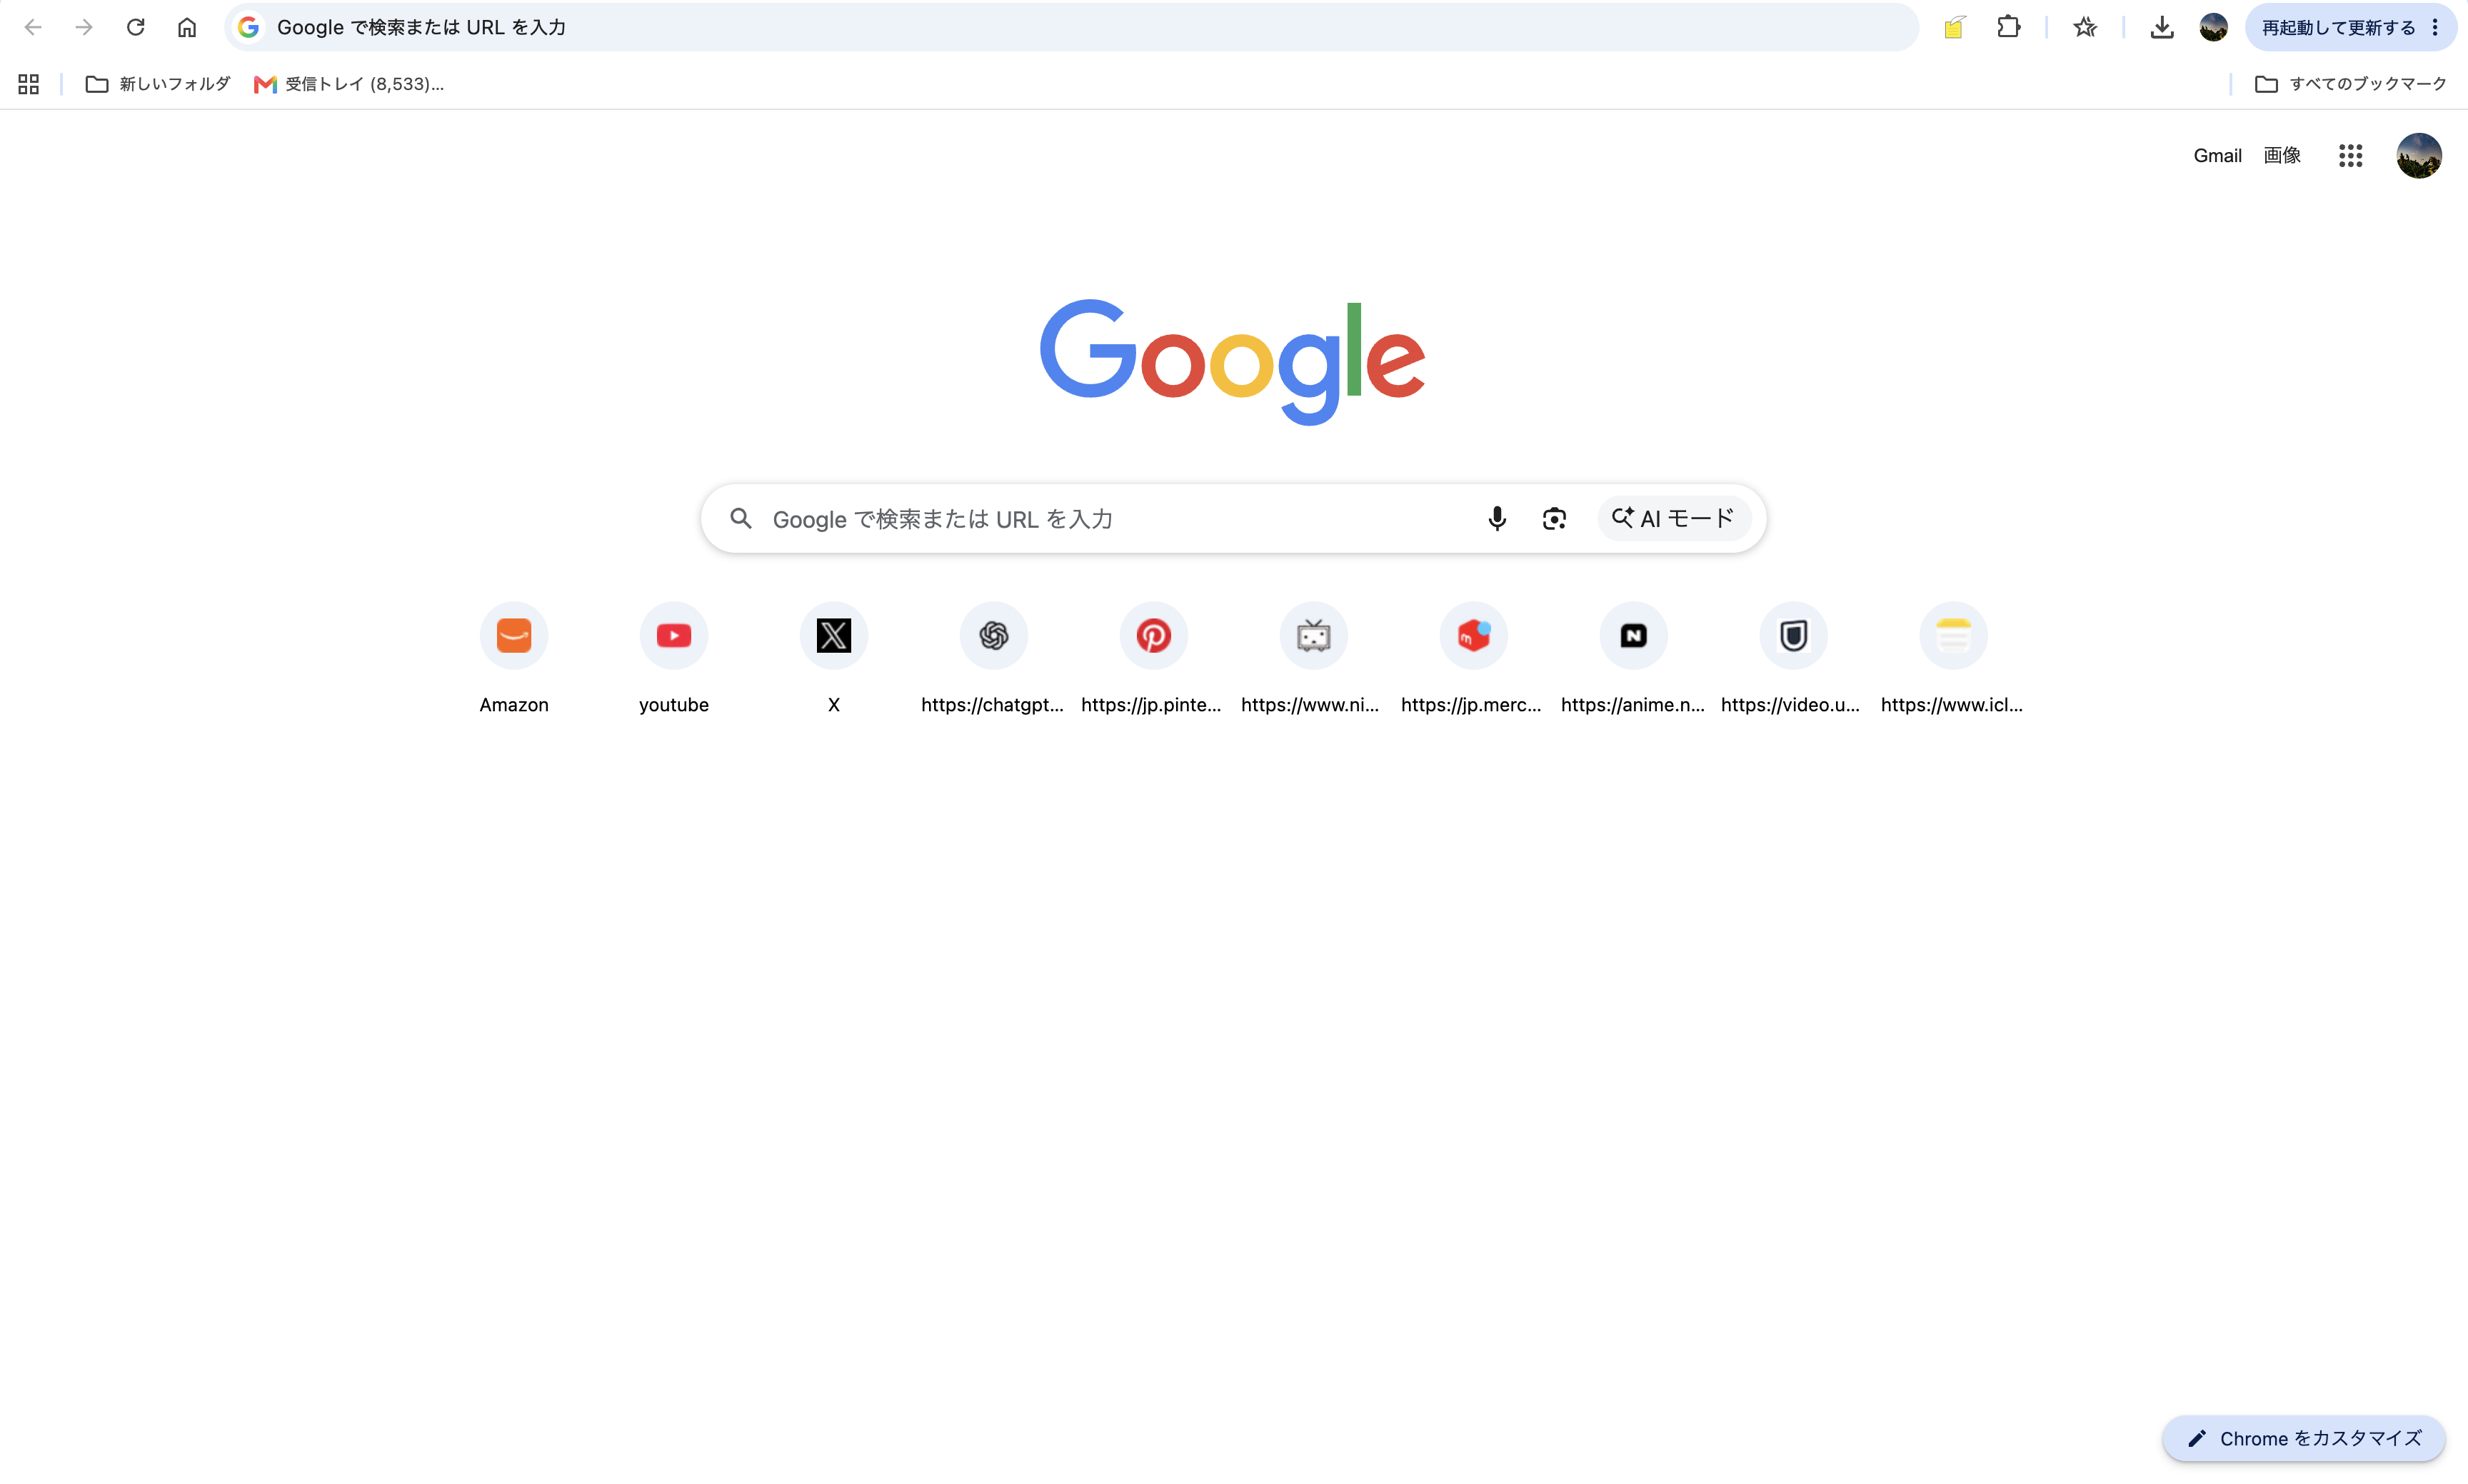 Google で検索または URL を入力
再起動して更新する
新しいフォルダ
受信トレイ (8,533)...
すべてのブックマーク
Gmail
画像
Google
Google で検索または URL を入力
AI モード
Amazon
youtube
X
https://chatgpt...
https://jp.pinte...
https://www.ni...
https://jp.merc...
https://anime.n...
https://video.u...
https://www.icl...
Chrome をカスタマイズ